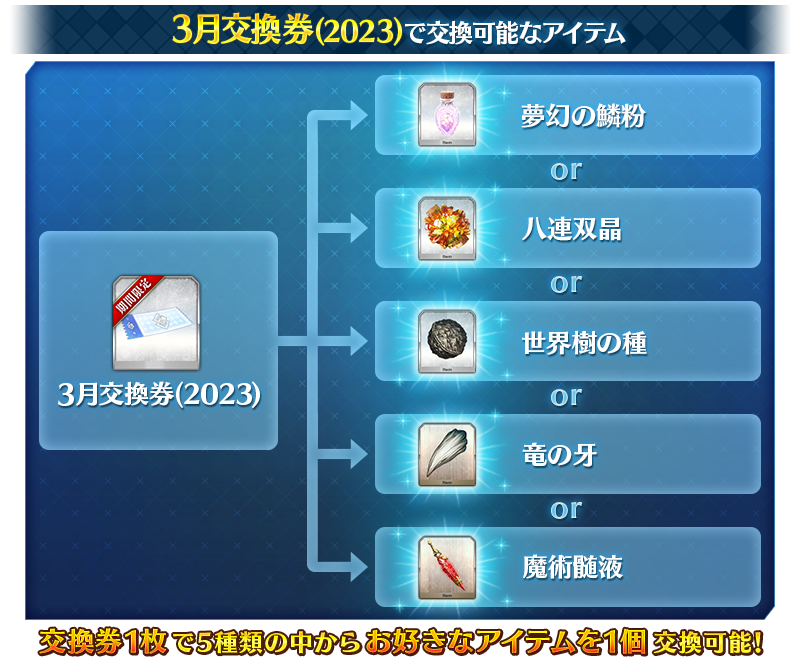 3月交換券(2023)で交換可能なアイテム
夢幻の鱗粉
or
八連双晶
or
期間限定
世界樹の種
3月交換券(2023)
or
竜の牙
or
魔術髄液
交換券1枚で5種類の中からお好きなアイテムを1個交換可能!